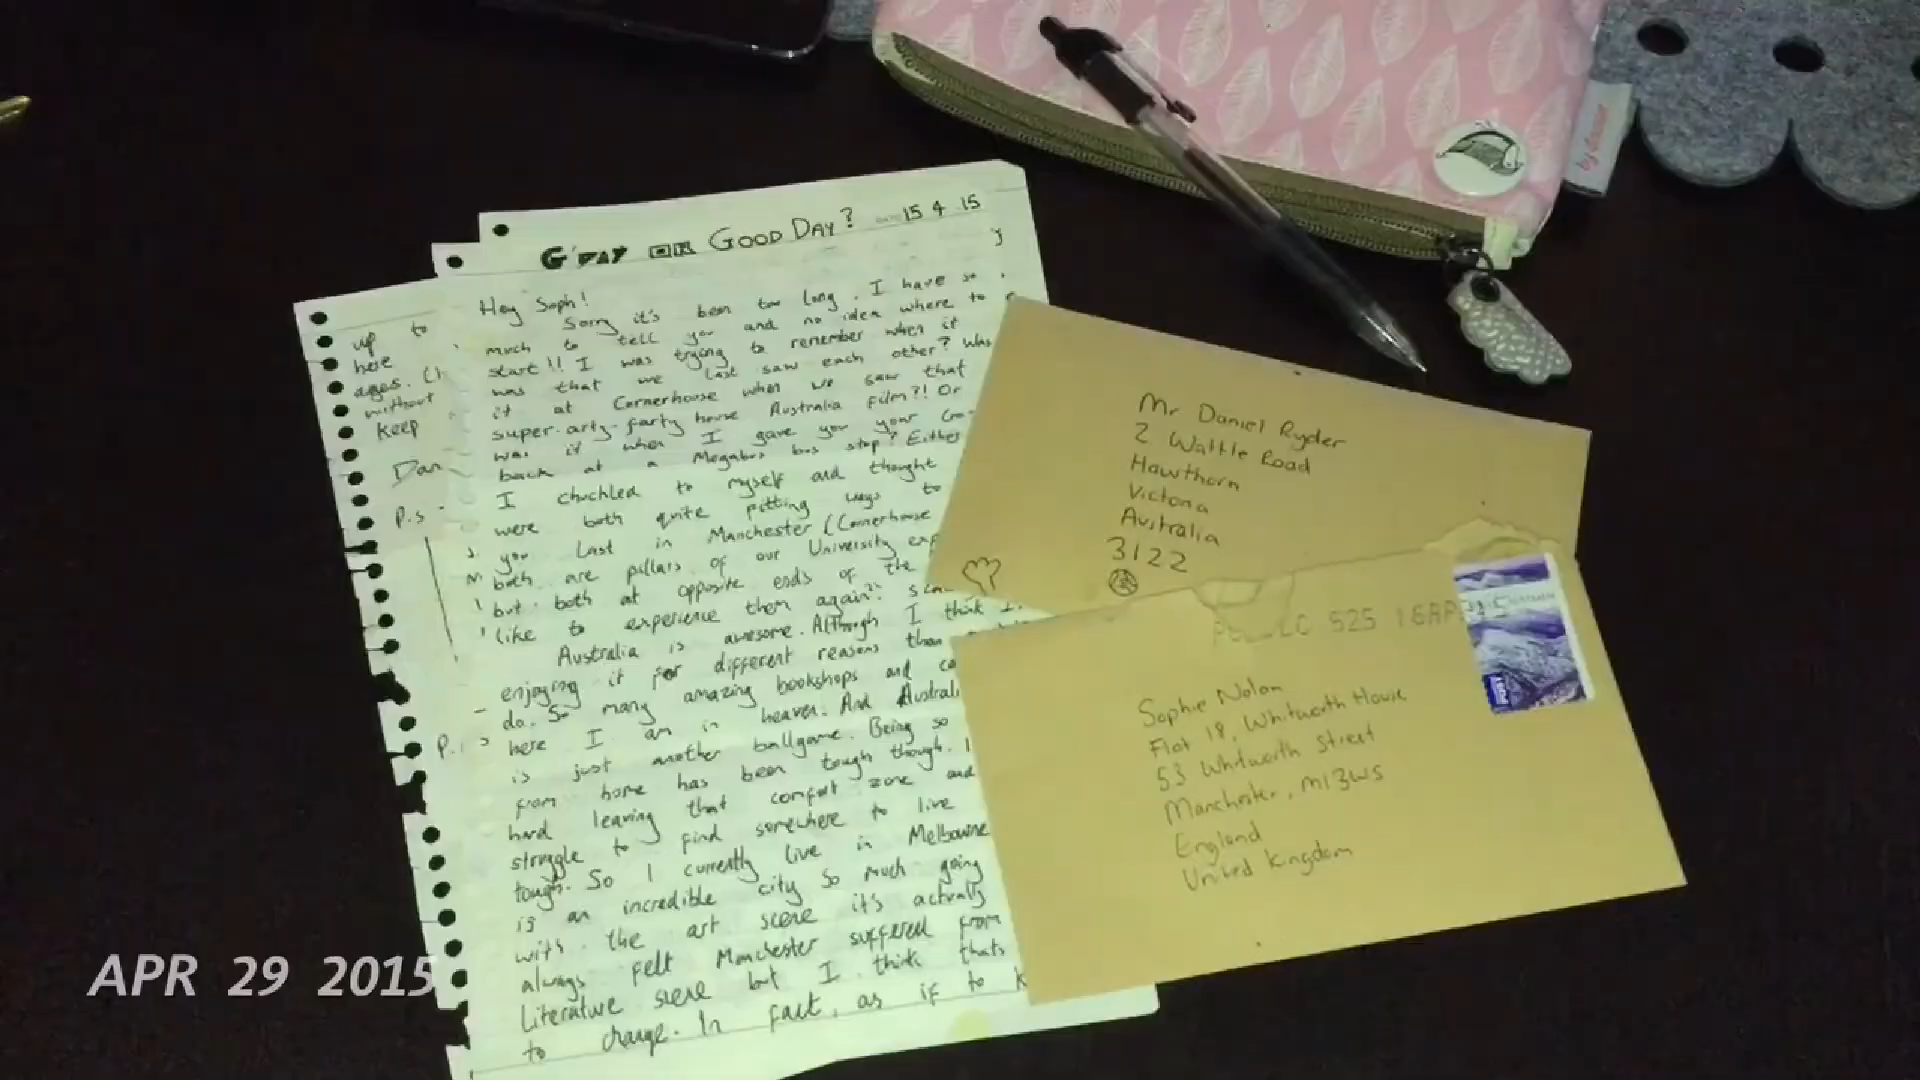 G'DAY OR GOOD DAY? 15 4 15
Hey Soph!
Sorry it's been too long. I have so
much to tell you and no idea where to
start!! I was trying to remember when it
was that we last saw each other? Was
it at Cornerhouse when we saw that
super-arty-farty house Australia film?! Or
was it when I gave you your
back at a Megabus bus stop? Either
I chuckled to myself and thought
were both quite fitting ways to
you last in Manchester (Cornerhouse
both are pillars of our University
but both at opposite ends of the
like to experience them again!!
Australia is awesome. Although I think
enjoying it for different reasons than
do. So many amazing bookshops and
here I am in heaven. And
is just another ballgame. Being so
from home has been tough though. I
hard leaving that comfort zone and
struggle to find somewhere to live
tough. So I currently live in Melbourne
is an incredible city so much going
with the art scene it's actually
always felt Manchester suffered from
Literature scene but I think thats
to change. In fact, as if to
up to
here
ages.
without
keep
Dan
P.s
Mr Daniel Ryder
2 Wattle Road
Hawthorn
Victoria
Australia
3122
525 16AP
Sophie Nolan
Flat 18, Whitworth House
53 Whitworth Street
Manchester, M13WS
England
United Kingdom
APR 29 2015